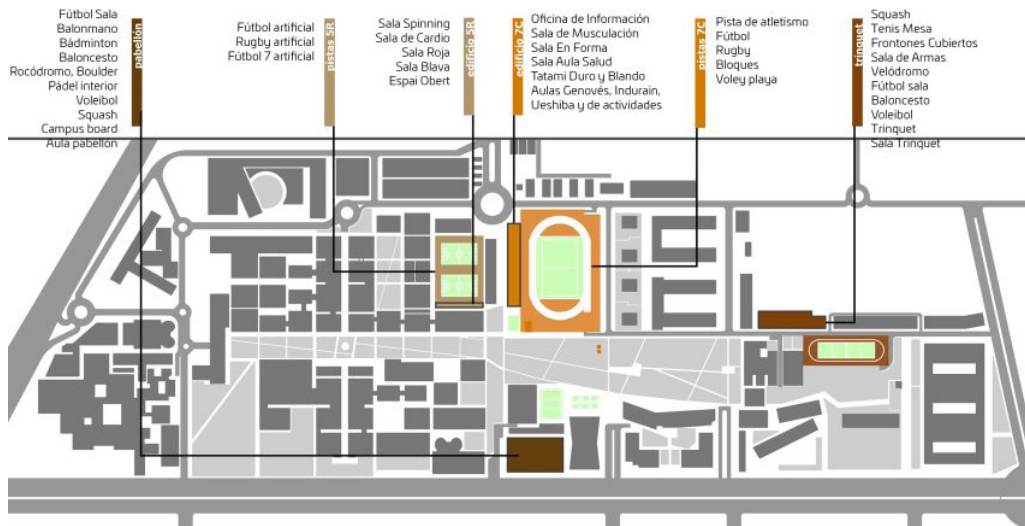 Fútbol Sala
Balonmano
Bádminton
Baloncesto
Rocódromo, Boulder
Pádel interior
Voleibol
Squash
Campus board
Aula pabellón
pabellón
Fútbol artificial
Rugby artificial
Fútbol 7 artificial
pistas 5R
Sala Spinning
Sala de Cardio
Sala Roja
Sala Blava
Espai Obert
edificio 5R
edificio 7C
Oficina de Información
Sala de Musculación
Sala En Forma
Sala Aula Salud
Tatami Duro y Blando
Aulas Genovés, Indurain,
Ueshiba y de actividades
pistas 7C
Pista de atletismo
Fútbol
Rugby
Bloques
Voley playa
trinquet
Squash
Tenis Mesa
Frontones Cubiertos
Sala de Armas
Velódromo
Fútbol sala
Baloncesto
Voleibol
Trinquet
Sala Trinquet